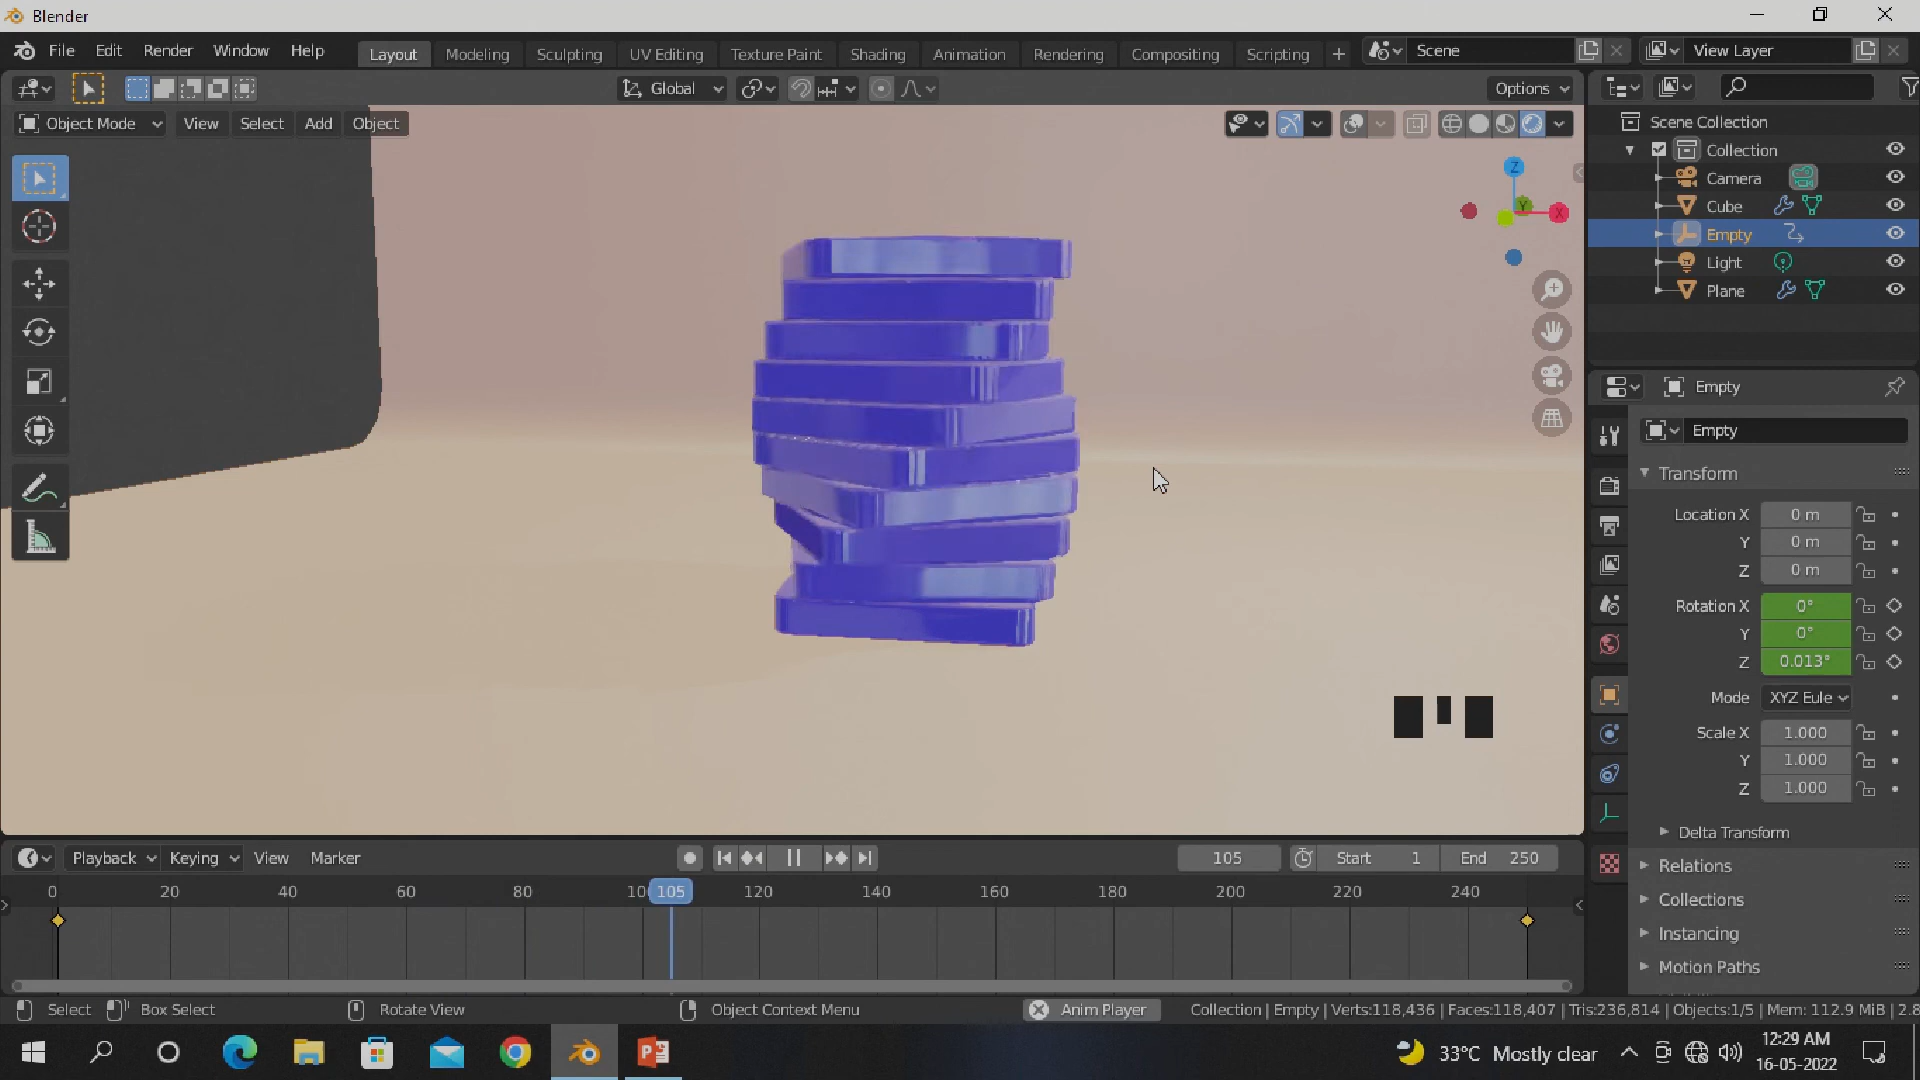 Blender
File Edit Render Window Help Layout Modeling Sculpting UV Editing Texture Paint Shading Animation Rendering Compositing Scripting + Scene View Layer
Global Options
Object Mode View Select Add Object
Z
Y
X
Scene Collection
Collection
Camera
Cube
Empty
Light
Plane
Empty
Empty
Transform
Location X 0 m
Y 0 m
Z 0 m
Rotation X 0°
Y 0°
Z 0.013°
Mode XYZ Eule
Scale X 1.000
Y 1.000
Z 1.000
Delta Transform
Relations
Collections
Instancing
Motion Paths
Playback Keying View Marker 105 Start 1 End 250
0 20 40 60 80 10 105 120 140 160 180 200 220 240
Select Box Select Rotate View Object Context Menu Anim Player Collection | Empty | Verts:118,436 | Faces:118,407 | Tris:236,814 | Objects:1/5 | Mem: 112.9 MiB | 2.8
33°C Mostly clear
12:29 AM
16-05-2022